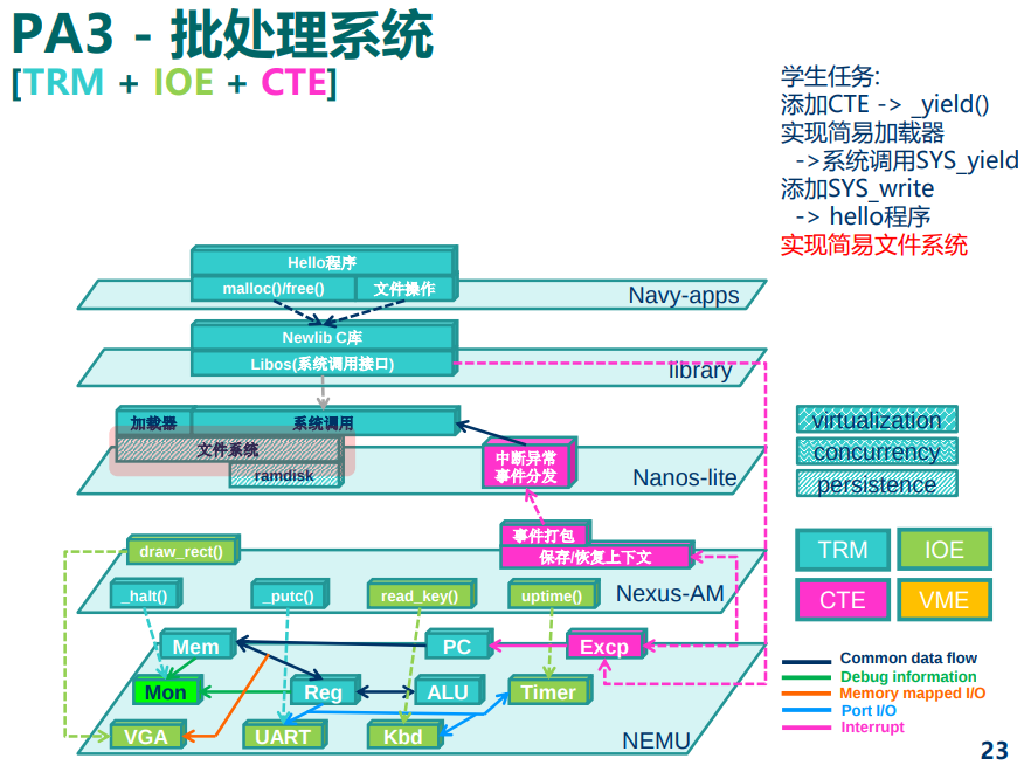 PA3 - 批处理系统
[TRM + IOE + CTE]
学生任务:
添加CTE -> _yield()
实现简易加载器
->系统调用SYS_yield
添加SYS_write
-> hello程序
实现简易文件系统
Hello程序
malloc()/free() 文件操作
Navy-apps
Newlib C库
Libos(系统调用接口)
library
加载器 系统调用
文件系统
ramdisk
中断异常
事件分发
Nanos-lite
virtualization
concurrency
persistence
事件打包
draw_rect() 保存/恢复上下文
_halt() _putc() read_key() uptime() Nexus-AM
TRM IOE
CTE VME
Mem PC Excp
Mon Reg ALU Timer
VGA UART Kbd NEMU
Common data flow
Debug information
Memory mapped I/O
Port I/O
Interrupt
23